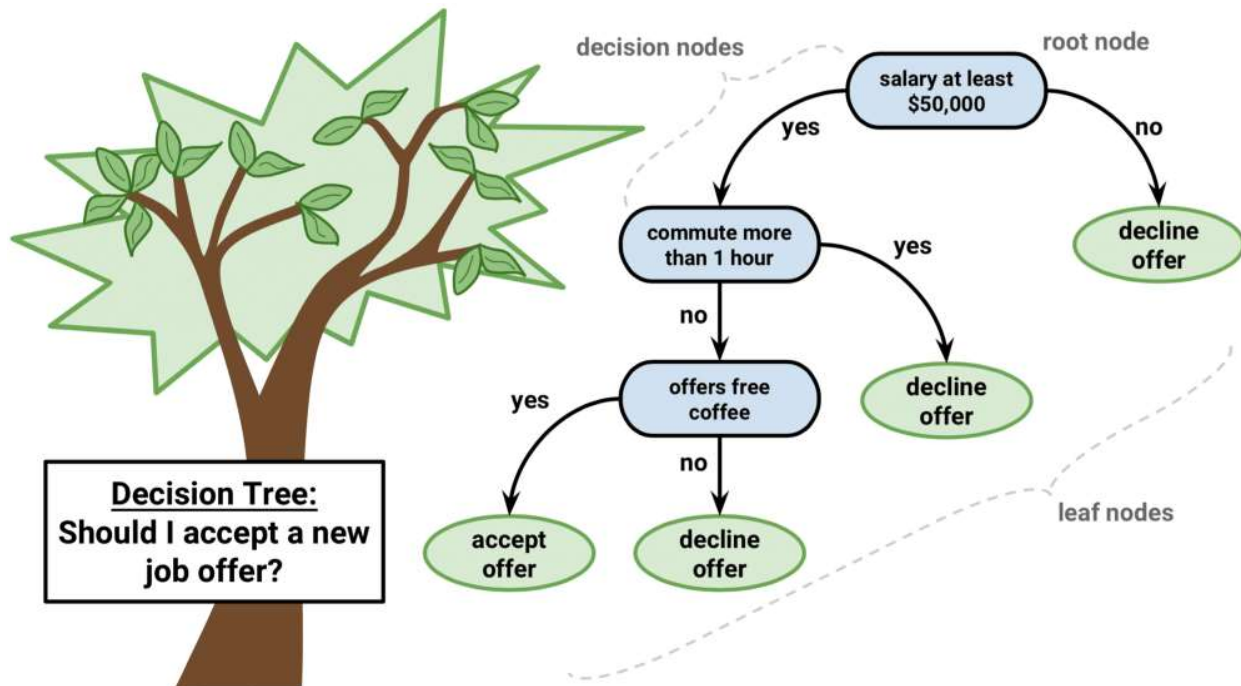 decision nodes
root node
salary at least
$50,000
yes
no
commute more
than 1 hour
decline
offer
yes
no
offers free
coffee
decline
offer
yes
no
Decision Tree:
Should I accept a new
job offer?
accept
offer
decline
offer
leaf nodes